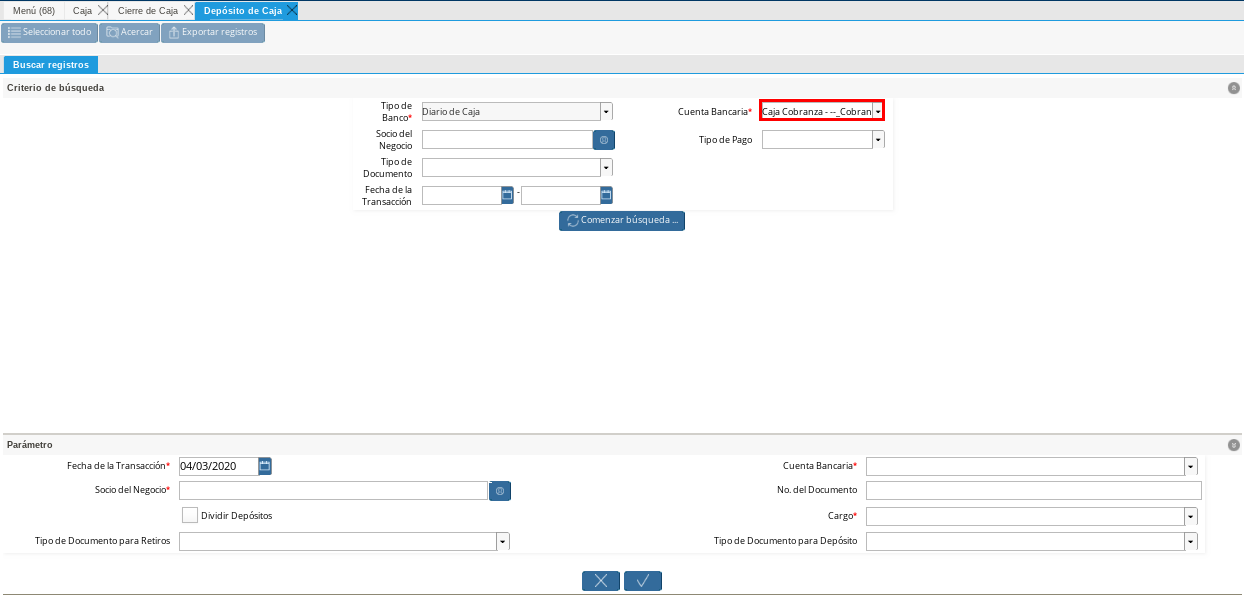 Menú (68) Caja Cierre de Caja Depósito de Caja
Seleccionar todo Acercar Exportar registros
Buscar registros
Criterio de búsqueda
Tipo de Banco* Diario de Caja Cuenta Bancaria* Caja Cobranza - --_Cobran
Socio del Negocio Tipo de Pago
Tipo de Documento
Fecha de la Transacción -
Comenzar búsqueda ...
Parámetro
Fecha de la Transacción* 04/03/2020 Cuenta Bancaria*
Socio del Negocio* No. del Documento
Dividir Depósitos Cargo*
Tipo de Documento para Retiros Tipo de Documento para Depósito